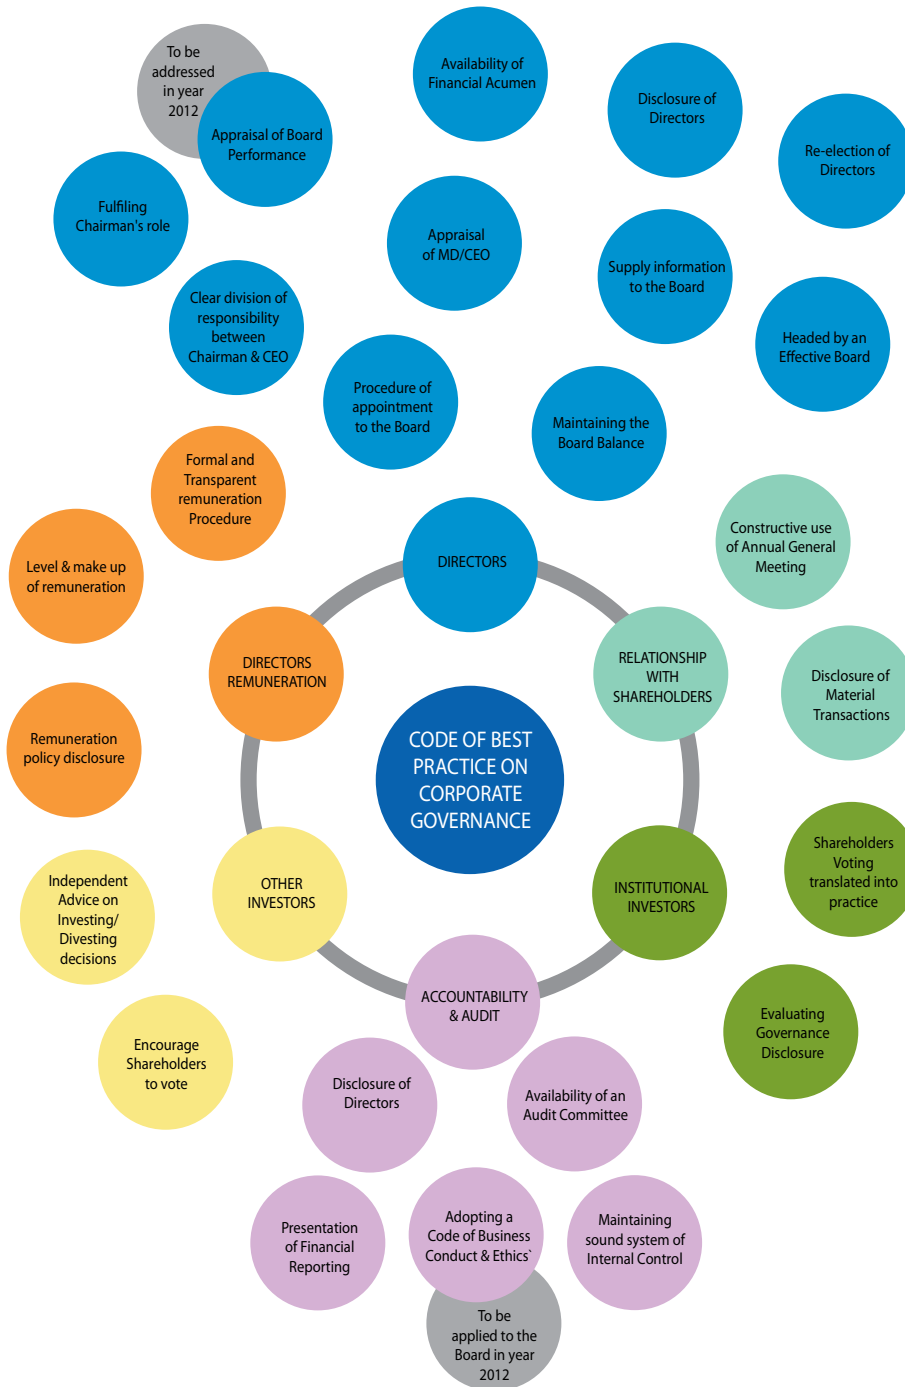 To be
addressed
in year
2012
Appraisal of Board
Performance
Availability of
Financial Acumen
Disclosure of
Directors
Re-election of
Directors
Fulfiling
Chairman's role
Appraisal
of MD/CEO
Supply information
to the Board
Clear division of
responsibility
between
Chairman & CEO
Headed by an
Effective Board
Procedure of
appointment
to the Board
Maintaining the
Board Balance
Formal and
Transparent
remuneration
Procedure
Level & make up
of remuneration
DIRECTORS
Constructive use
of Annual General
Meeting
DIRECTORS
REMUNERATION
RELATIONSHIP
WITH
SHAREHOLDERS
Disclosure of
Material
Transactions
Remuneration
policy disclosure
CODE OF BEST
PRACTICE ON
CORPORATE
GOVERNANCE
Shareholders
Voting
translated into
practice
Independent
Advice on
Investing/
Divesting
decisions
OTHER
INVESTORS
INSTITUTIONAL
INVESTORS
ACCOUNTABILITY
& AUDIT
Evaluating
Governance
Disclosure
Encourage
Shareholders
to vote
Disclosure of
Directors
Availability of an
Audit Committee
Presentation
of Financial
Reporting
Adopting a
Code of Business
Conduct & Ethics`
Maintaining
sound system of
Internal Control
To be
applied to the
Board in year
2012